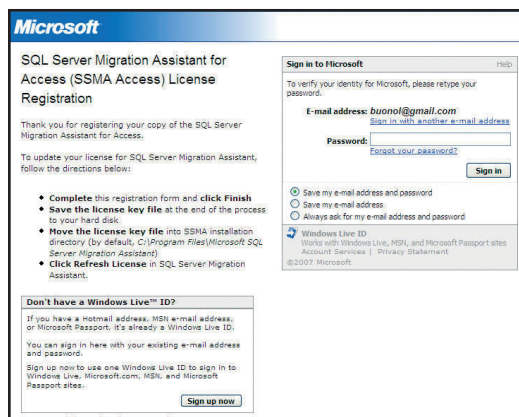 Microsoft
SQL Server Migration Assistant for
Access (SSMA Access) License
Registration
Thank you for registering your copy of the SQL Server
Migration Assistant for Access.
To update your license for SQL Server Migration Assistant,
follow the directions below:
• Complete this registration form and click Finish
• Save the license key file at the end of the process
to your hard disk
• Move the license key file into SSMA installation
directory (by default, C:\Program Files\Microsoft SQL
Server Migration Assistant)
• Click Refresh License in SQL Server Migration
Assistant.
Don't have a Windows Live™ ID?
If you have a Hotmail address, MSN e-mail address,
or Microsoft Passport, it's already a Windows Live ID.
You can sign in here with your existing e-mail address
and password.
Sign up now to use one Windows Live ID to sign in to
Windows Live, Microsoft.com, MSN, and Microsoft
Passport sites.
Sign up now
Sign in to Microsoft Help
To verify your identity for Microsoft, please retype your
password.
E-mail address: buonol@gmail.com
Sign in with another e-mail address
Password:
Forgot your password?
Sign in
Save my e-mail address and password
Save my e-mail address
Always ask for my e-mail address and password
Windows Live ID
Works with Windows Live, MSN, and Microsoft Passport sites
Account Services | Privacy Statement
©2007 Microsoft